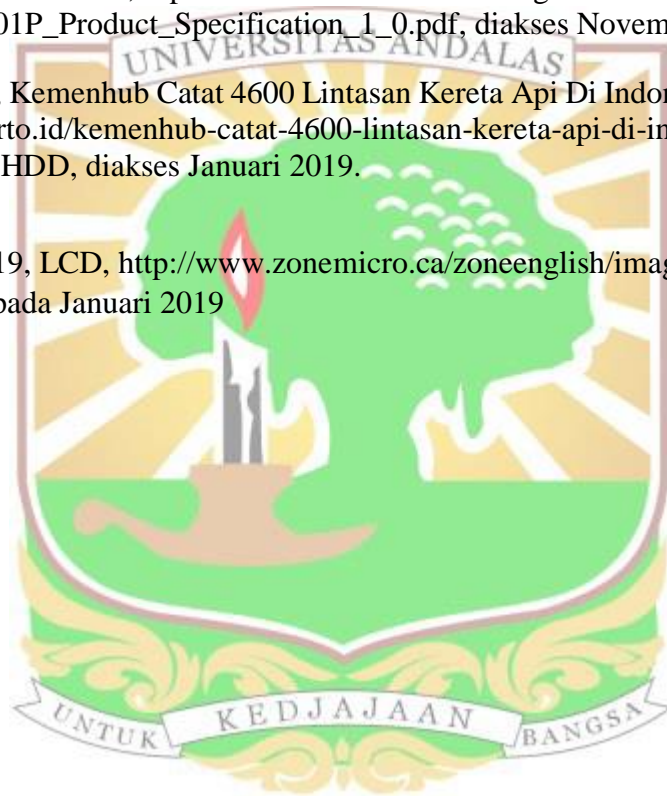 01P_Product_Specification_1_0.pdf, diakses Novem
UNIVERSITAS ANDALAS
Kemenhub Catat 4600 Lintasan Kereta Api Di Indon
rto.id/kemenhub-catat-4600-lintasan-kereta-api-di-in
HDD, diakses Januari 2019.
19, LCD, http://www.zonemicro.ca/zoneenglish/imag
pada Januari 2019
UNTUK KEDJAJAAN BANGSA